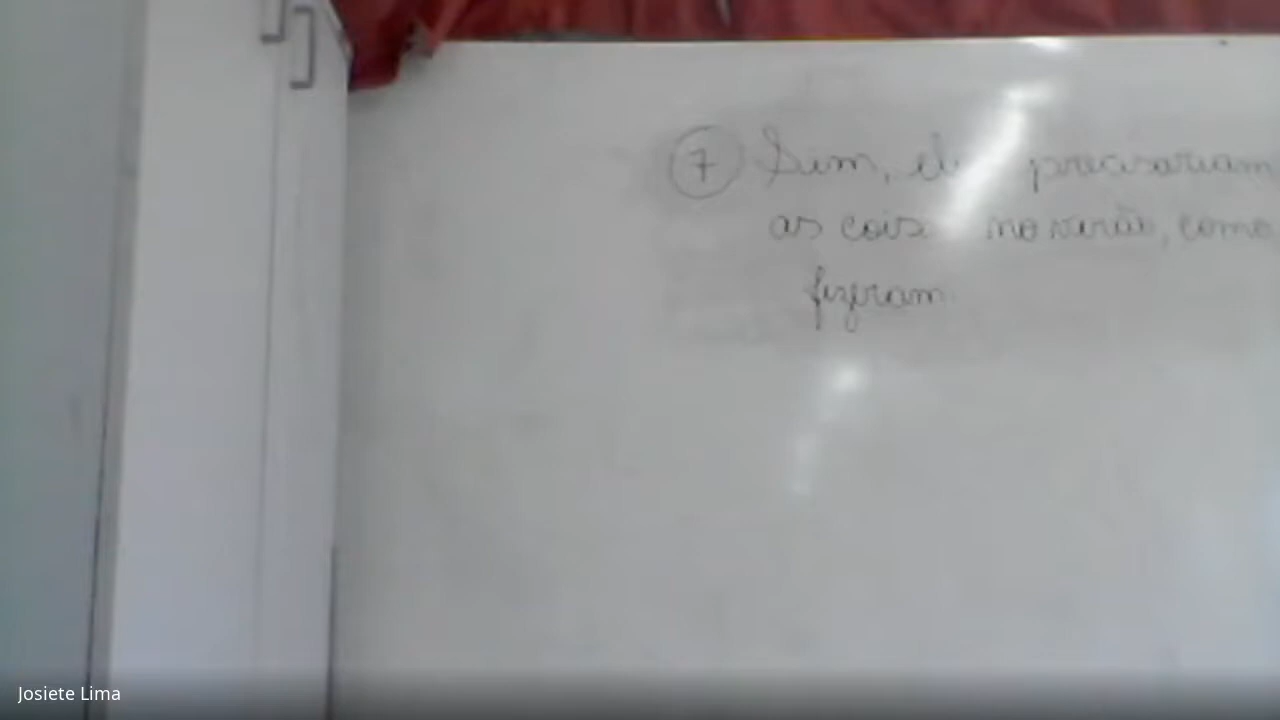 7 Sim, precisariam
as no verão, como
fizeram
Josiete Lima